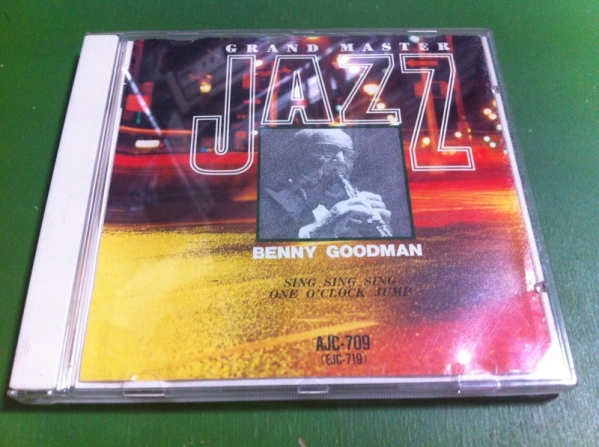 GRAND MASTER
JAZZ
BENNY GOODMAN
SING SING SING
ONE O'CLOCK JUMP
AJC-709
(EJC-719)